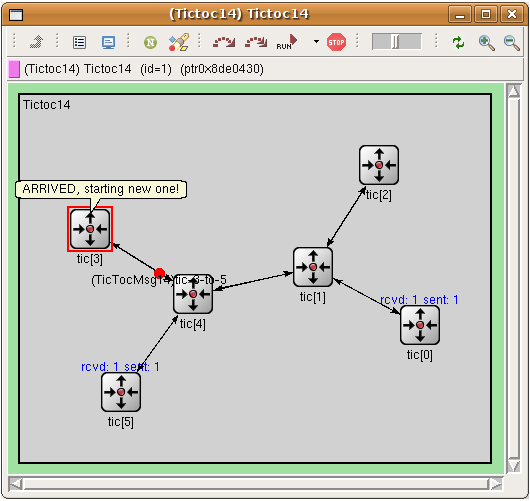 (Tictoc14) Tictoc14
N
RUN
STOP
(Tictoc14) Tictoc14 (id=1) (ptr0x8de0430)
Tictoc14
tic[2]
ARRIVED, starting new one!
tic[3]
(TicTocMsg14)tic-3-to-5
tic[1]
rcvd: 1 sent: 1
tic[4]
tic[0]
rcvd: 1 sent: 1
tic[5]